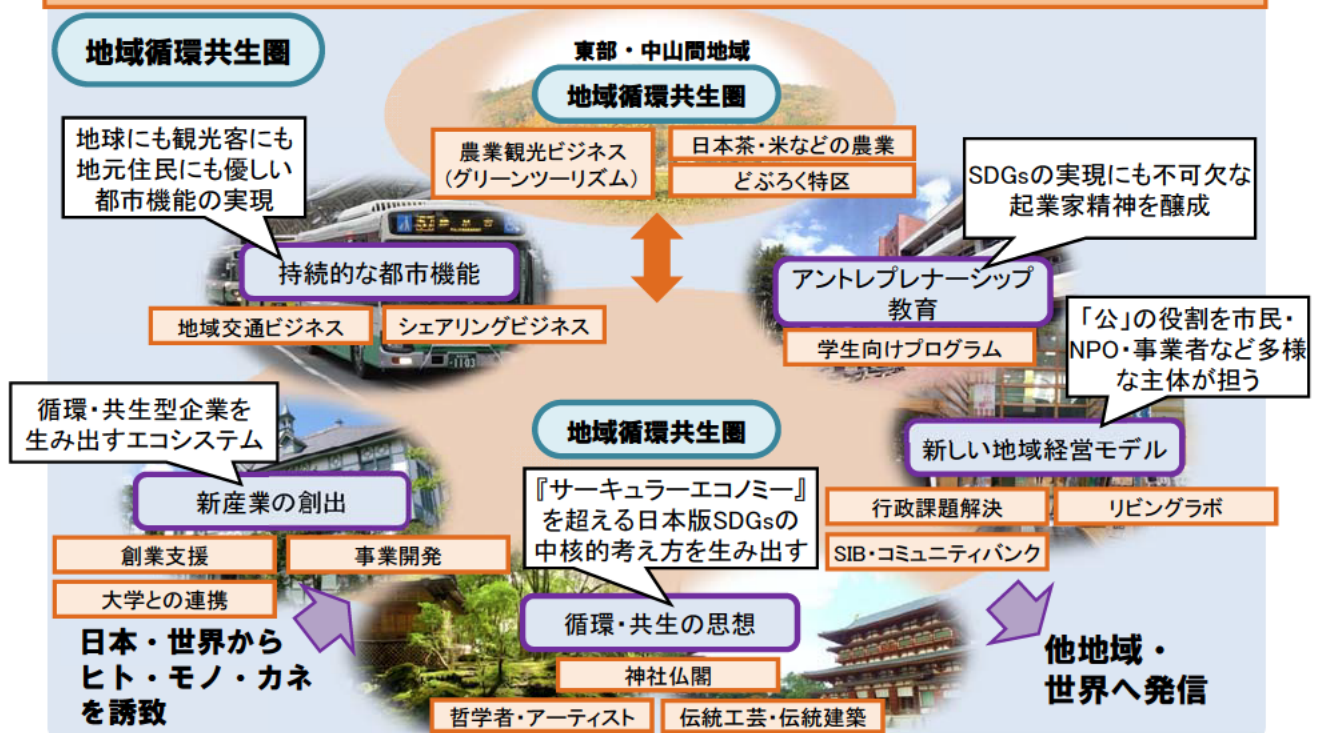 地域循環共生圏
東部・中山間地域
地域循環共生圏
農業観光ビジネス
(グリーンツーリズム)
日本茶・米などの農業
どぶろく特区
地球にも観光客にも
地元住民にも優しい
都市機能の実現
持続的な都市機能
地域交通ビジネス
シェアリングビジネス
SDGsの実現にも不可欠な
起業家精神を醸成
アントレプレナーシップ
教育
学生向けプログラム
「公」の役割を市民・
NPO・事業者など多様
な主体が担う
新しい地域経営モデル
行政課題解決
リビングラボ
SIB・コミュニティバンク
循環・共生型企業を
生み出すエコシステム
新産業の創出
創業支援
事業開発
大学との連携
地域循環共生圏
『サーキュラーエコノミー』
を超える日本版SDGsの
中核的考え方を生み出す
循環・共生の思想
神社仏閣
哲学者・アーティスト
伝統工芸・伝統建築
日本・世界から
ヒト・モノ・カネ
を誘致
他地域・
世界へ発信
・1103